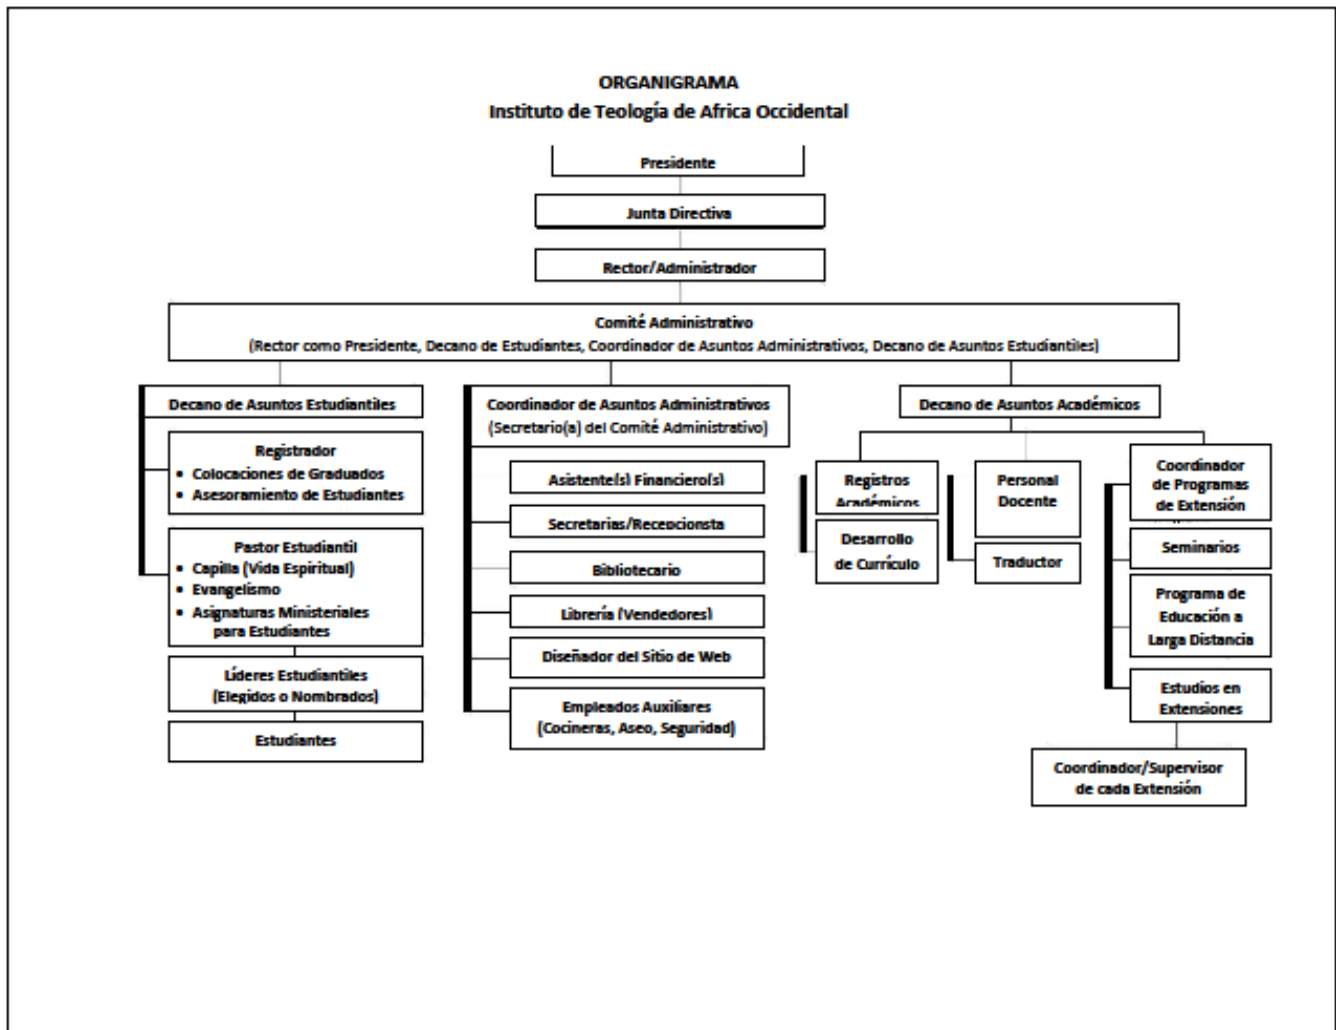 ORGANIGRAMA
Instituto de Teología de Africa Occidental
Presidente
Junta Directiva
Rector/Administrador
Comité Administrativo
(Rector como Presidente, Decano de Estudiantes, Coordinador de Asuntos Administrativos, Decano de Asuntos Estudiantiles)
Decano de Asuntos Estudiantiles
Registrador
• Colocaciones de Graduados
• Asesoramiento de Estudiantes
Pastor Estudiantil
• Capilla (Vida Espiritual)
• Evangelismo
• Asignaturas Ministeriales
para Estudiantes
Líderes Estudiantiles
(Elegidos o Nombrados)
Estudiantes
Coordinador de Asuntos Administrativos
(Secretario(a) del Comité Administrativo)
Asistente(s) Financiero(s)
Secretarias/Recepcionsta
Bibliotecario
Librería (Vendedores)
Diseñador del Sitio de Web
Empleados Auxiliares
(Cocineras, Aseo, Seguridad)
Decano de Asuntos Académicos
Registros
Académicos
Desarrollo
de Currículo
Personal
Docente
Traductor
Coordinador
de Programas
de Extensión
Seminarios
Programa de
Educación a
Larga Distancia
Estudios en
Extensiones
Coordinador/Supervisor
de cada Extensión